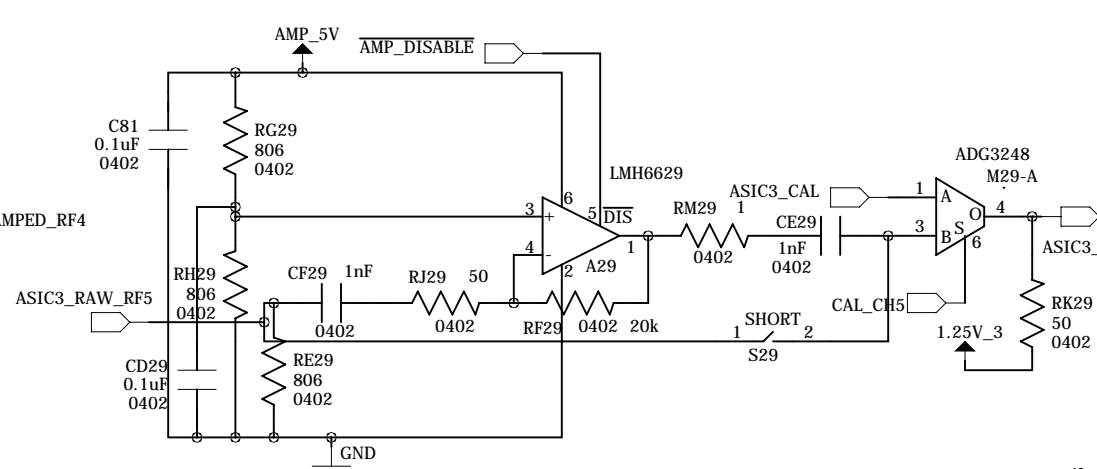 AMP_5V
AMP_DISABLE
C81
0.1uF
0402
RG29
806
0402
LMH6629
ADG3248
M29-A
ASIC3_CAL
1
A
O
4
S
3
B
6
6
3
+
5
DIS
4
-
1
2
A29
RM29
1
0402
CE29
1nF
0402
AMPED_RF4
RH29
806
0402
CF29
1nF
0402
RJ29
50
0402
RF29
0402
20k
ASIC3_RAW_RF5
CAL_CH5
ASIC3_
RK29
50
0402
1.25V_3
1
SHORT
2
S29
CD29
0.1uF
0402
RE29
806
0402
GND